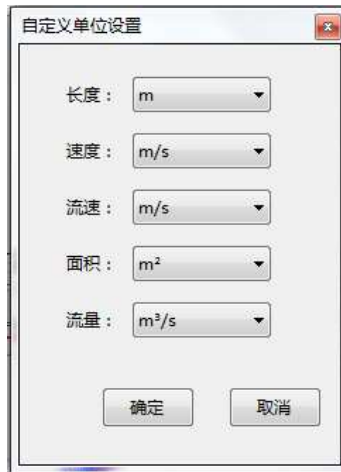 自定义单位设置
长度： m
速度： m/s
流速： m/s
面积： m²
流量： m³/s
确定 取消